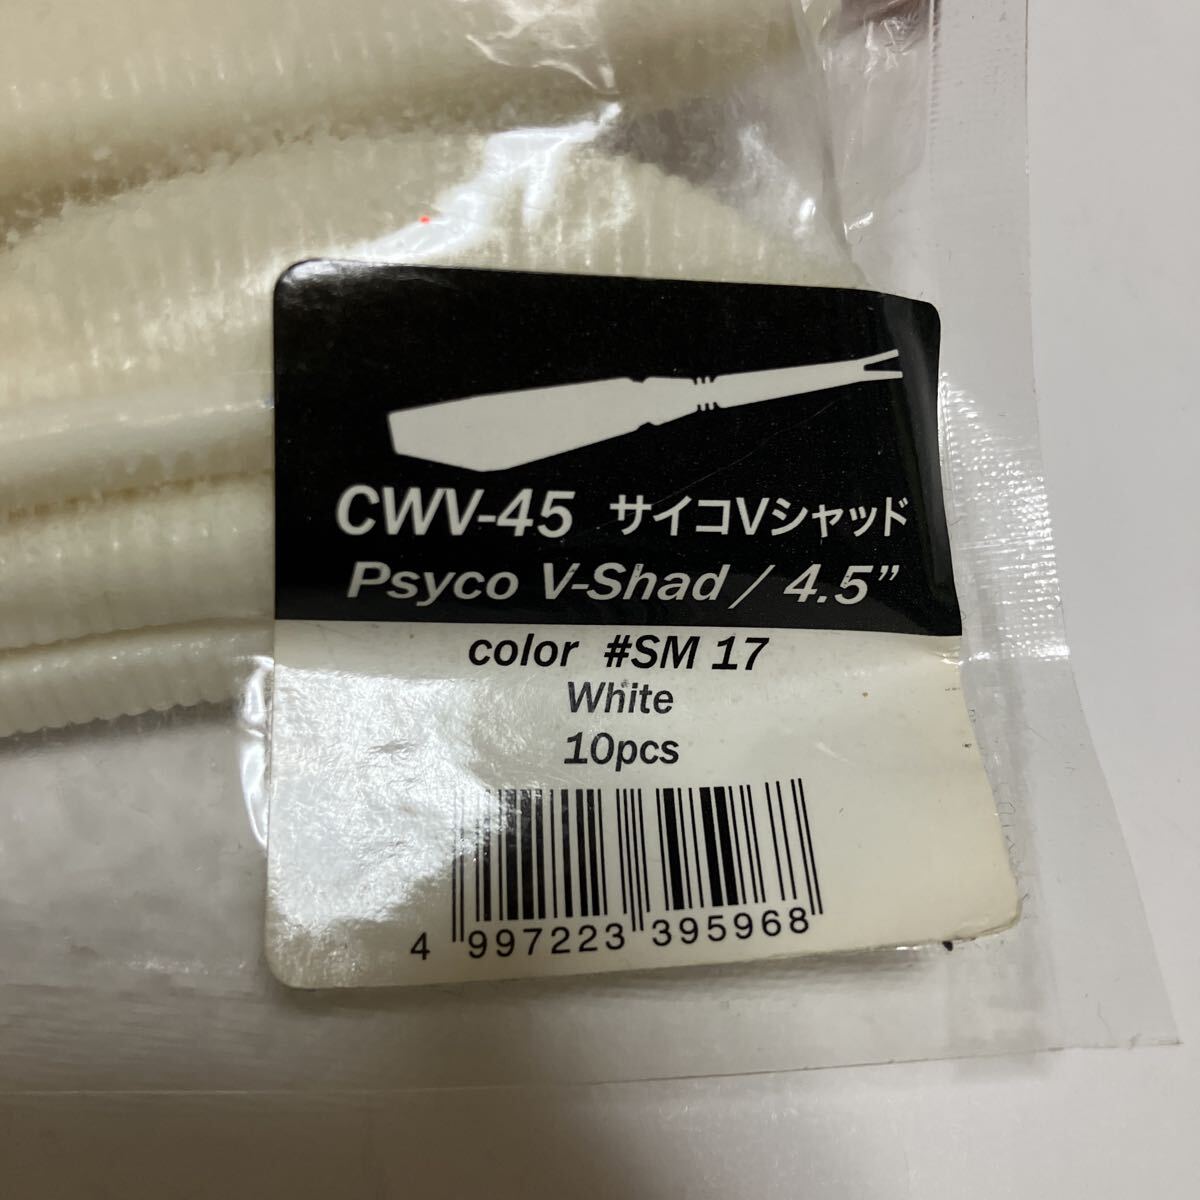 CWV-45 サイコVシャッド
Psyco V-Shad / 4.5”
color #SM 17
White
10pcs
4 997223 395968